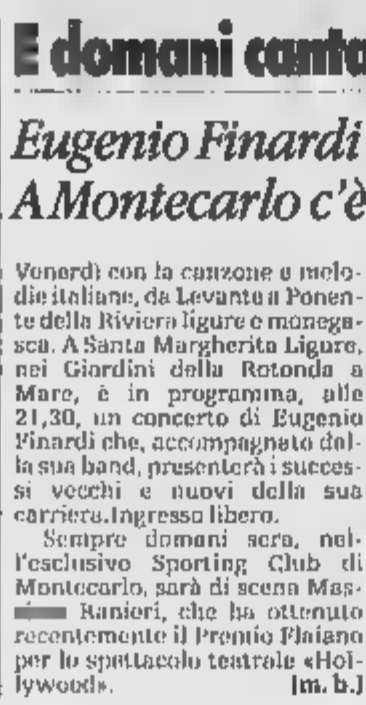 E domani canta
Eugenio Finardi
A Montecarlo c'è
Venerdì con la canzone e melo-
die italiane, da Levante a Ponen-
te della Riviera ligure e monega-
sca. A Santa Margherita Ligure,
nei Giardini della Rotonda a
Mare, è in programma, alle
21,30, un concerto di Eugenio
Finardi che, accompagnato dal-
la sua band, presenterà i succes-
si vecchi e nuovi della sua
carriera. Ingresso libero.
Sempre domani sera, nel-
l'esclusivo Sporting Club di
Montecarlo, sarà di scena Mas-
Ranieri, che ha ottenuto
recentemente il Premio Flaiano
per lo spettacolo teatrale «Hol-
lywood». [m. b.]